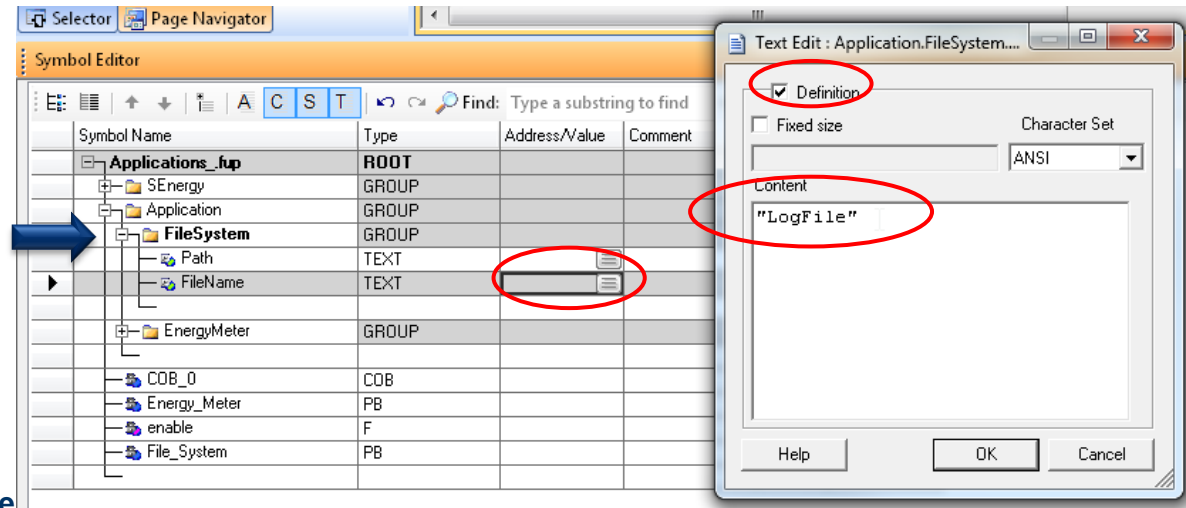 Selector Page Navigator
Symbol Editor
A C S T Find: Type a substring to find
Symbol Name Type Address/Value Comment
Applications_.fup ROOT
SEnergy GROUP
Application GROUP
FileSystem GROUP
Path TEXT
FileName TEXT
EnergyMeter GROUP
COB_0 COB
Energy_Meter PB
enable F
File_System PB
e
Text Edit : Application.FileSystem....
Definition
Fixed size Character Set
ANSI
Content
"LogFile"
Help OK Cancel